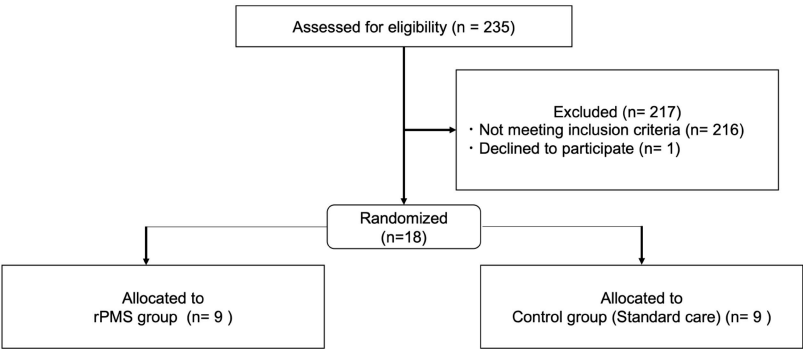 Assessed for eligibility (n = 235)
Excluded (n= 217)
・Not meeting inclusion criteria (n= 216)
・Declined to participate (n= 1)
Randomized
(n=18)
Allocated to
rPMS group (n= 9 )
Allocated to
Control group (Standard care) (n= 9 )